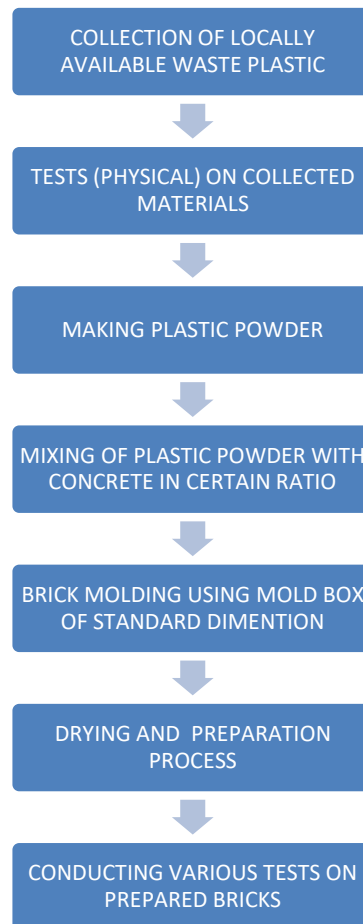 COLLECTION OF LOCALLY
AVAILABLE WASTE PLASTIC
TESTS (PHYSICAL) ON COLLECTED
MATERIALS
MAKING PLASTIC POWDER
MIXING OF PLASTIC POWDER WITH
CONCRETE IN CERTAIN RATIO
BRICK MOLDING USING MOLD BOX
OF STANDARD DIMENTION
DRYING AND PREPARATION
PROCESS
CONDUCTING VARIOUS TESTS ON
PREPARED BRICKS